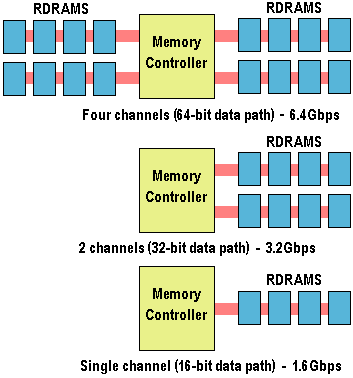 RDRAMS
RDRAMS
Memory
Controller
Four channels (64-bit data path) - 6.4Gbps
RDRAMS
Memory
Controller
2 channels (32-bit data path) - 3.2Gbps
RDRAMS
Memory
Controller
Single channel (16-bit data path) - 1.6Gbps